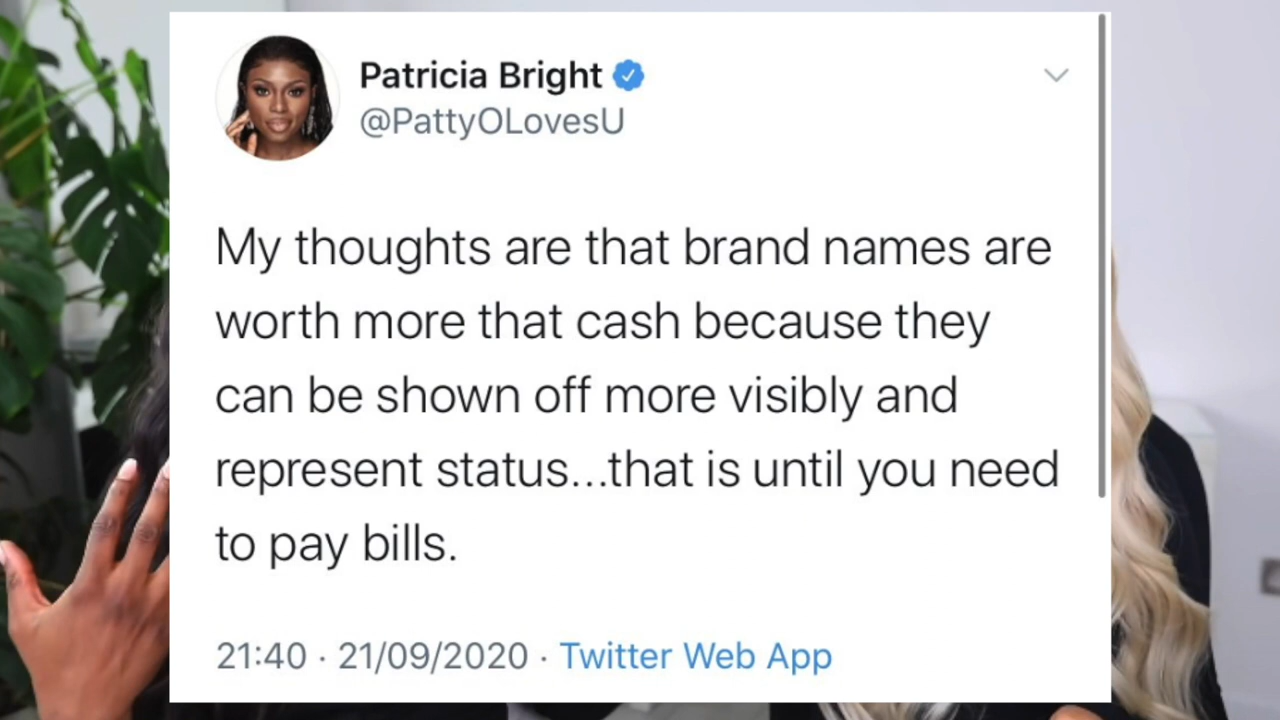 Patricia Bright
@PattyOLovesU
My thoughts are that brand names are
worth more that cash because they
can be shown off more visibly and
represent status...that is until you need
to pay bills.
21:40 · 21/09/2020 · Twitter Web App